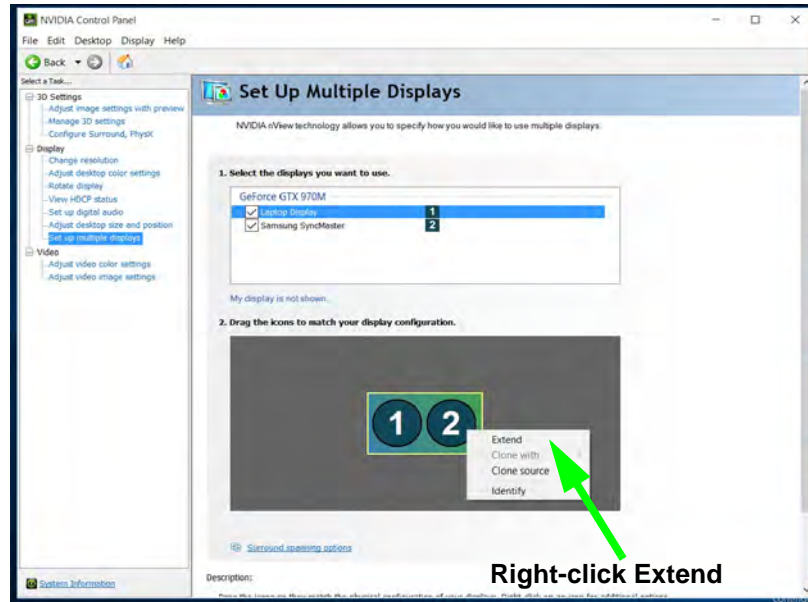 NVIDIA Control Panel
File Edit Desktop Display Help
Back
Select a Task...
3D Settings
Adjust image settings with preview
Manage 3D settings
Configure Surround, PhysX
Display
Change resolution
Adjust desktop color settings
Rotate display
View HDCP status
Set up digital audio
Adjust desktop size and position
Set up multiple displays
Video
Adjust video color settings
Adjust video image settings
System Information
Set Up Multiple Displays
NVIDIA nView technology allows you to specify how you would like to use multiple displays.
1. Select the displays you want to use.
GeForce GTX 970M
Laptop Display 1
Samsung SyncMaster 2
My display is not shown...
2. Drag the icons to match your display configuration.
1 2
Extend
Clone with
Clone source
Identify
Surround spanning options
Right-click Extend
Description: